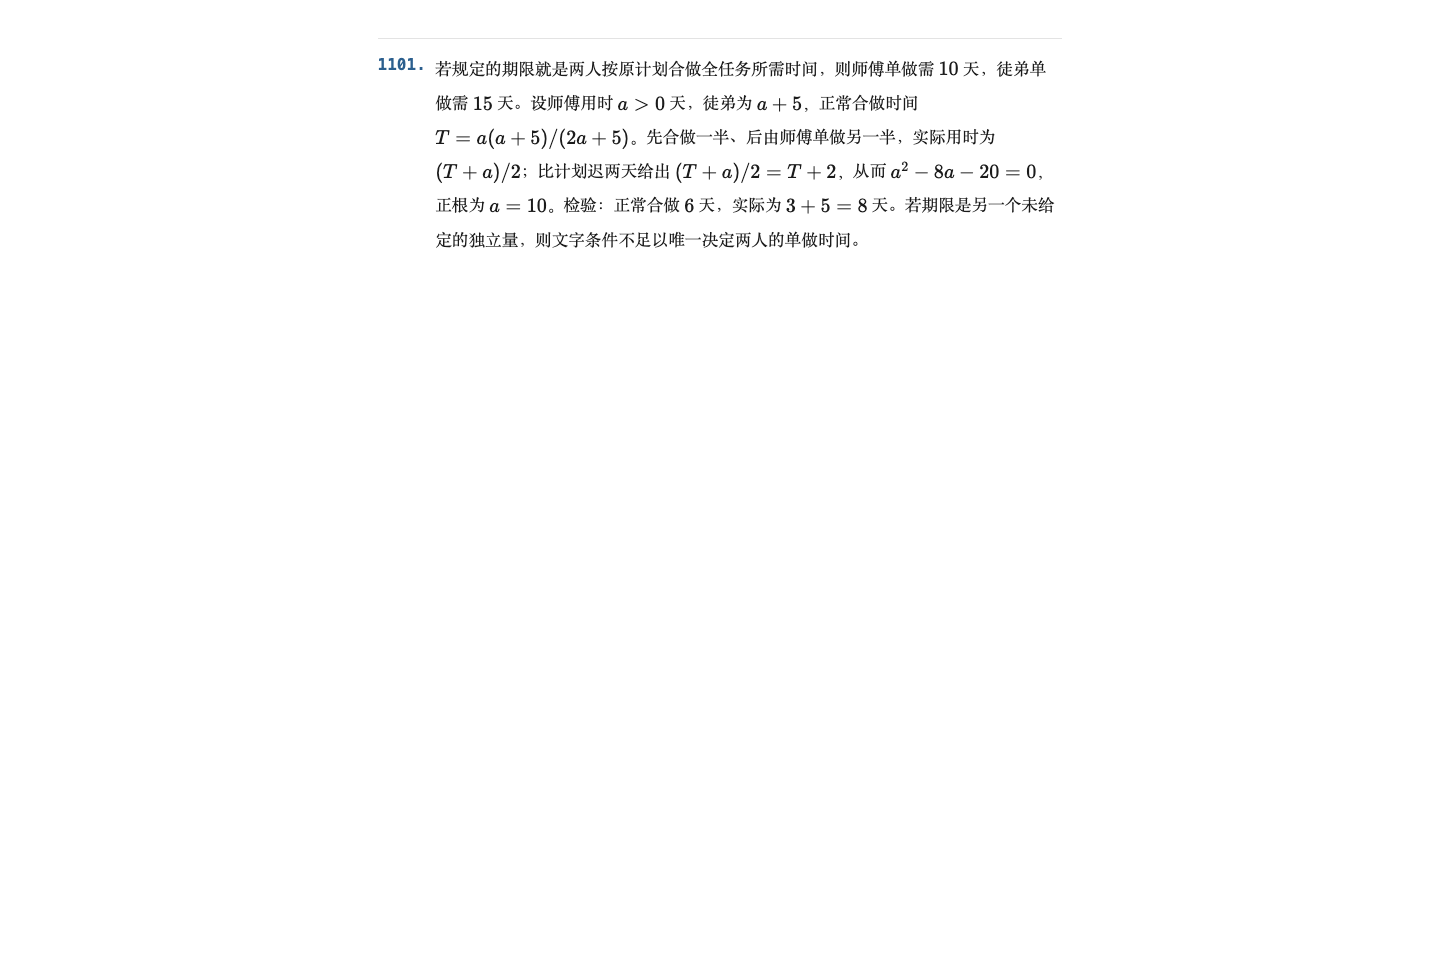 1101. 若规定的期限就是两人按原计划合做全任务所需时间，则师傅单做需 10 天，徒弟单
做需 15 天。设师傅用时 a > 0 天，徒弟为 a + 5，正常合做时间
T = a(a + 5)/(2a + 5)。先合做一半、后由师傅单做另一半，实际用时为
(T + a)/2；比计划迟两天给出 (T + a)/2 = T + 2，从而 a² − 8a − 20 = 0，
正根为 a = 10。检验：正常合做 6 天，实际为 3 + 5 = 8 天。若期限是另一个未给
定的独立量，则文字条件不足以唯一决定两人的单做时间。